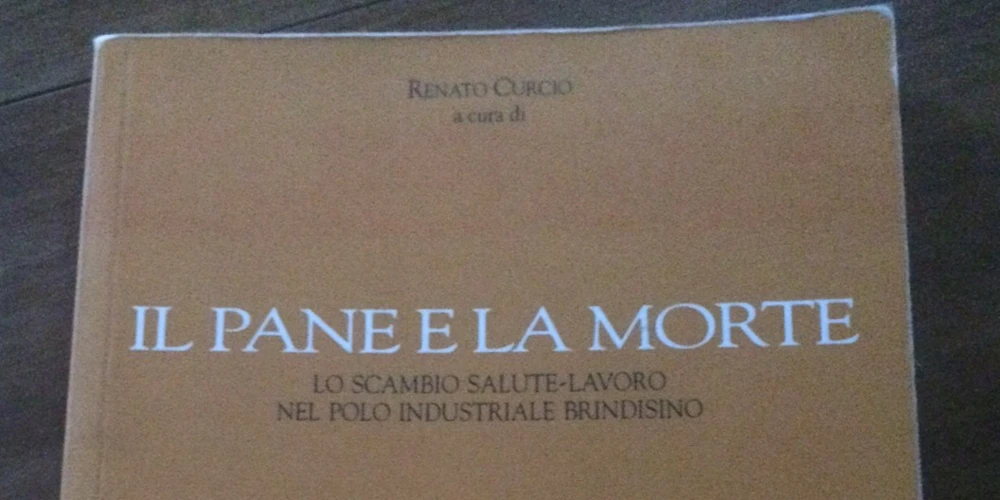 RENATO CURCIO
a cura di
IL PANE E LA MORTE
LO SCAMBIO SALUTE-LAVORO
NEL POLO INDUSTRIALE BRINDISINO